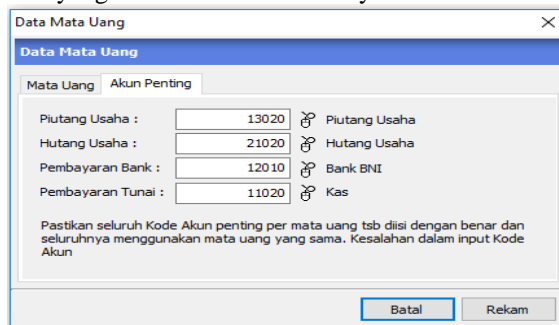 Data Mata Uang
Data Mata Uang
Mata Uang Akun Penting
Piutang Usaha : 13020 Piutang Usaha
Hutang Usaha : 21020 Hutang Usaha
Pembayaran Bank : 12010 Bank BNI
Pembayaran Tunai : 11020 Kas
Pastikan seluruh Kode Akun penting per mata uang tsb diisi dengan benar dan
seluruhnya menggunakan mata uang yang sama. Kesalahan dalam input Kode
Akun
Batal Rekam